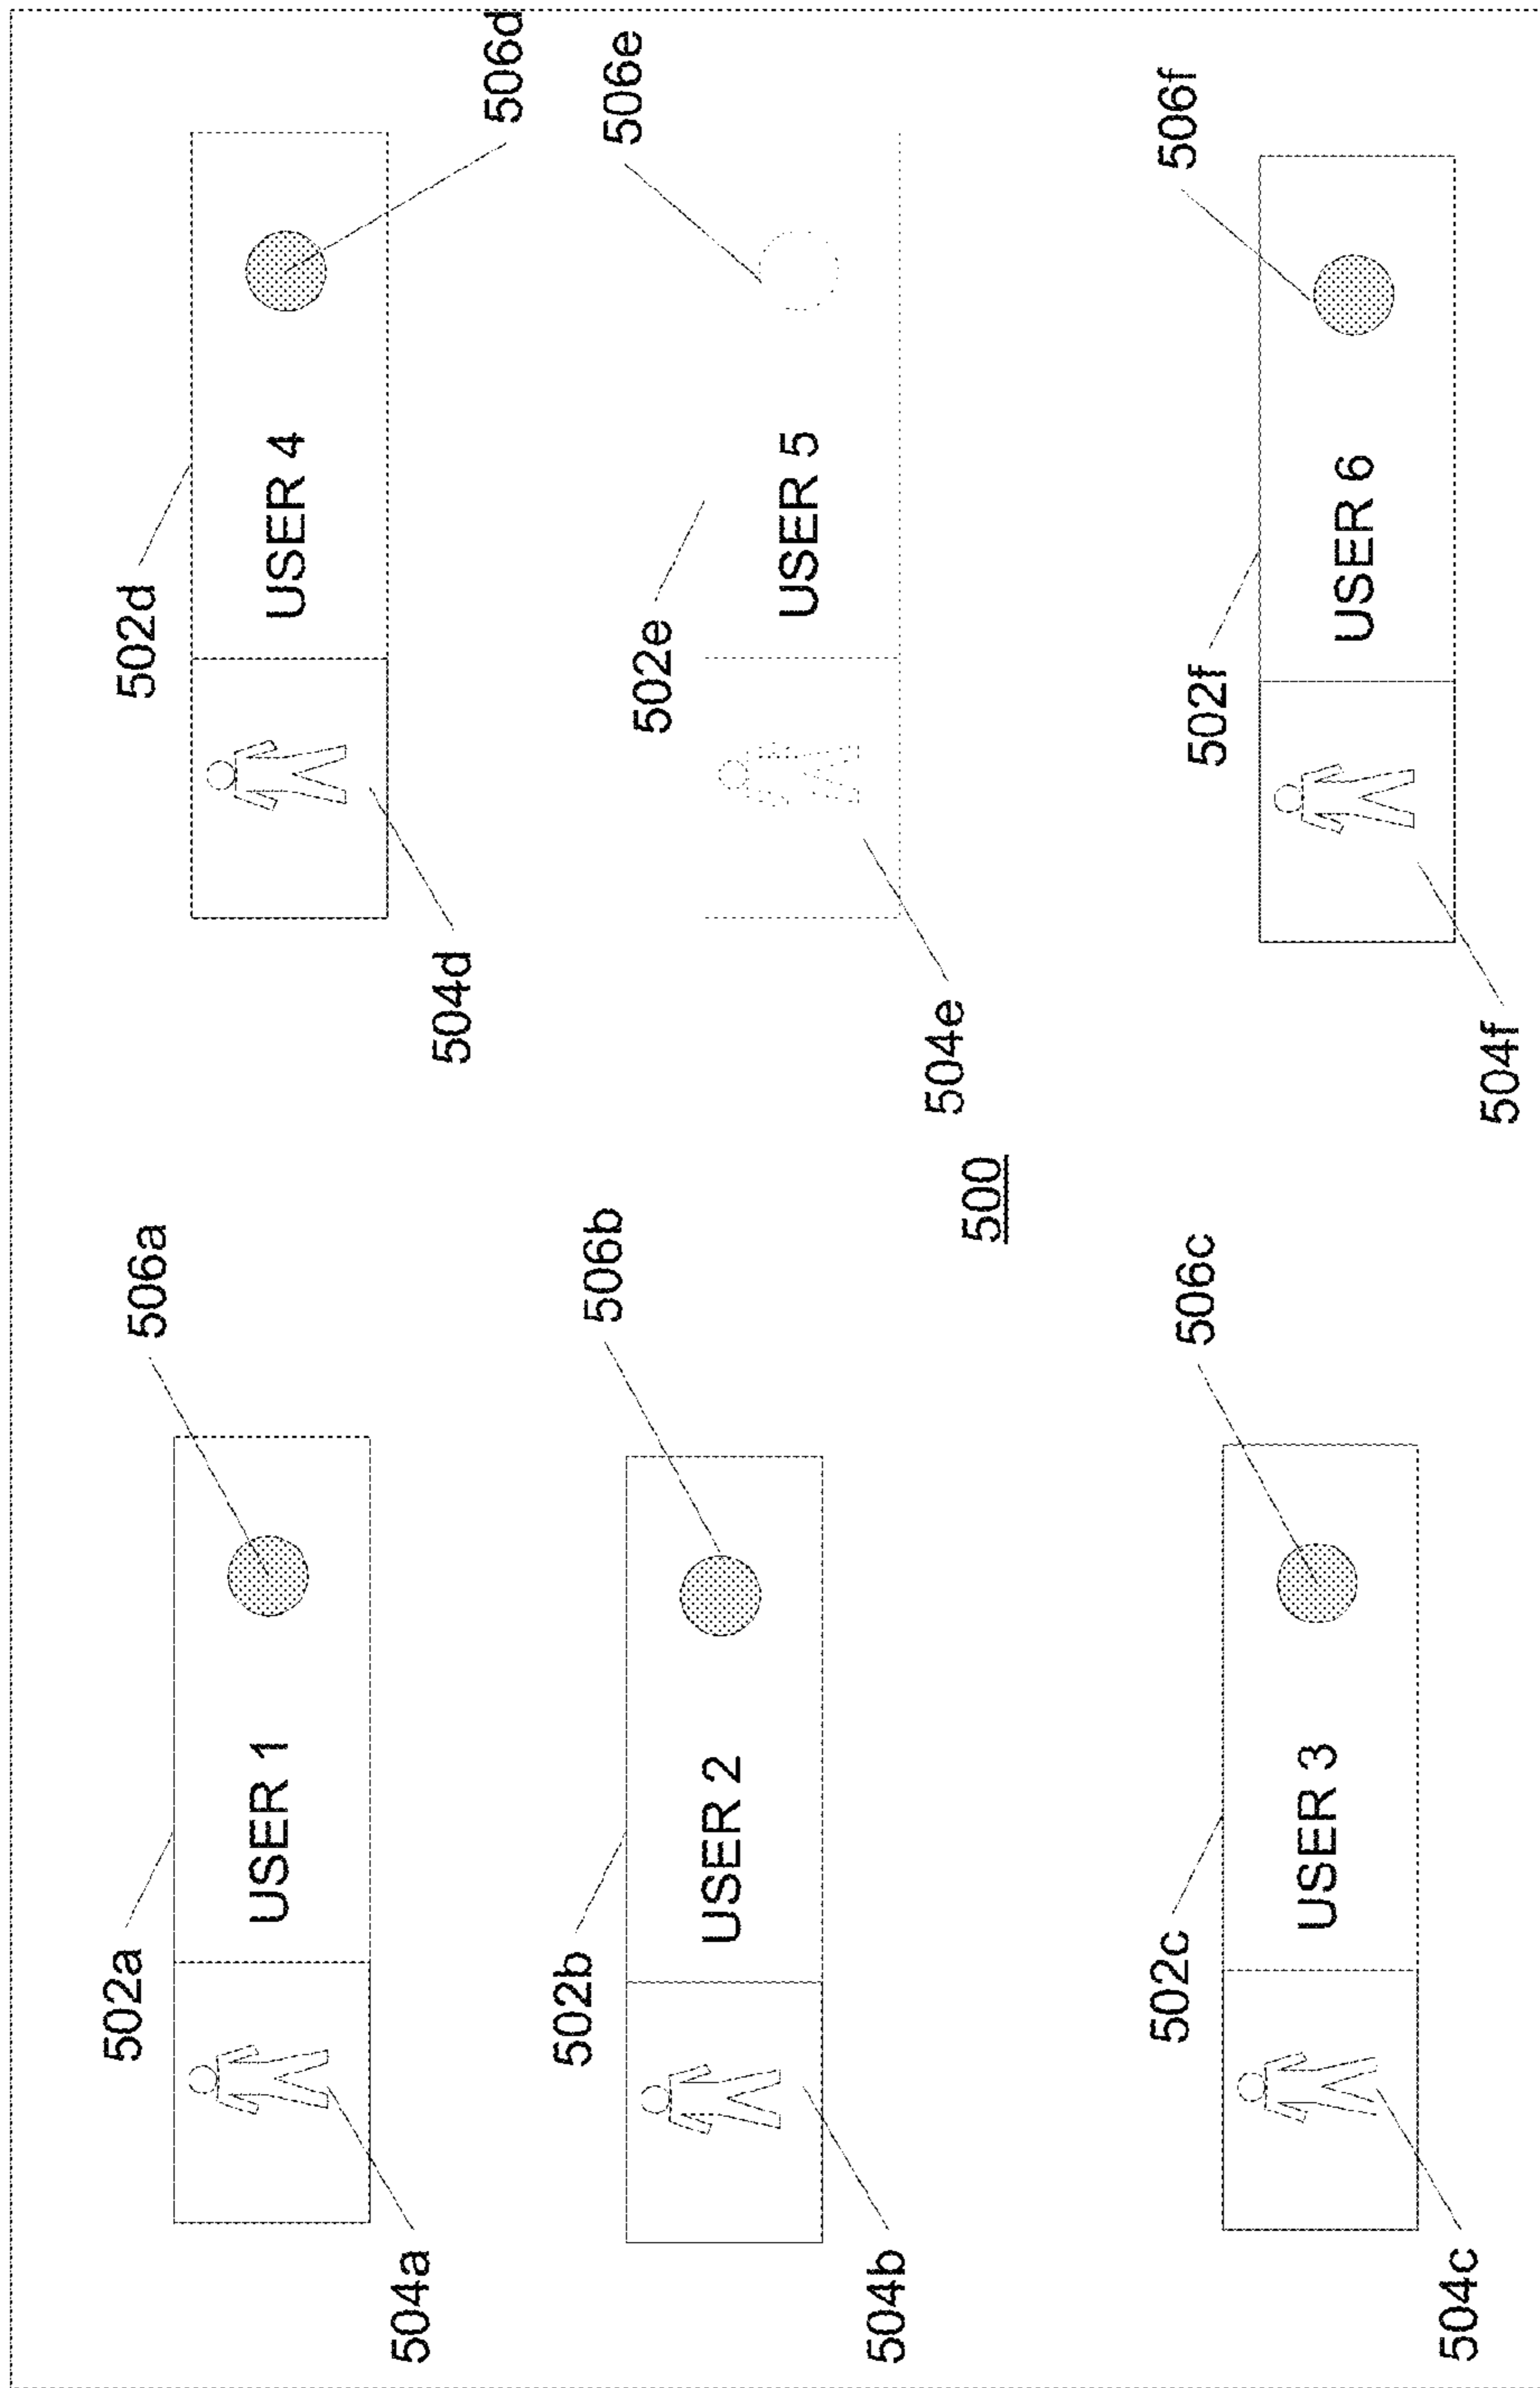 502a
USER 1
504a
506a
502b
USER 2
504b
506b
502c
USER 3
504c
506c
500
502d
USER 4
504d
506d
502e
USER 5
504e
506e
502f
USER 6
504f
506f